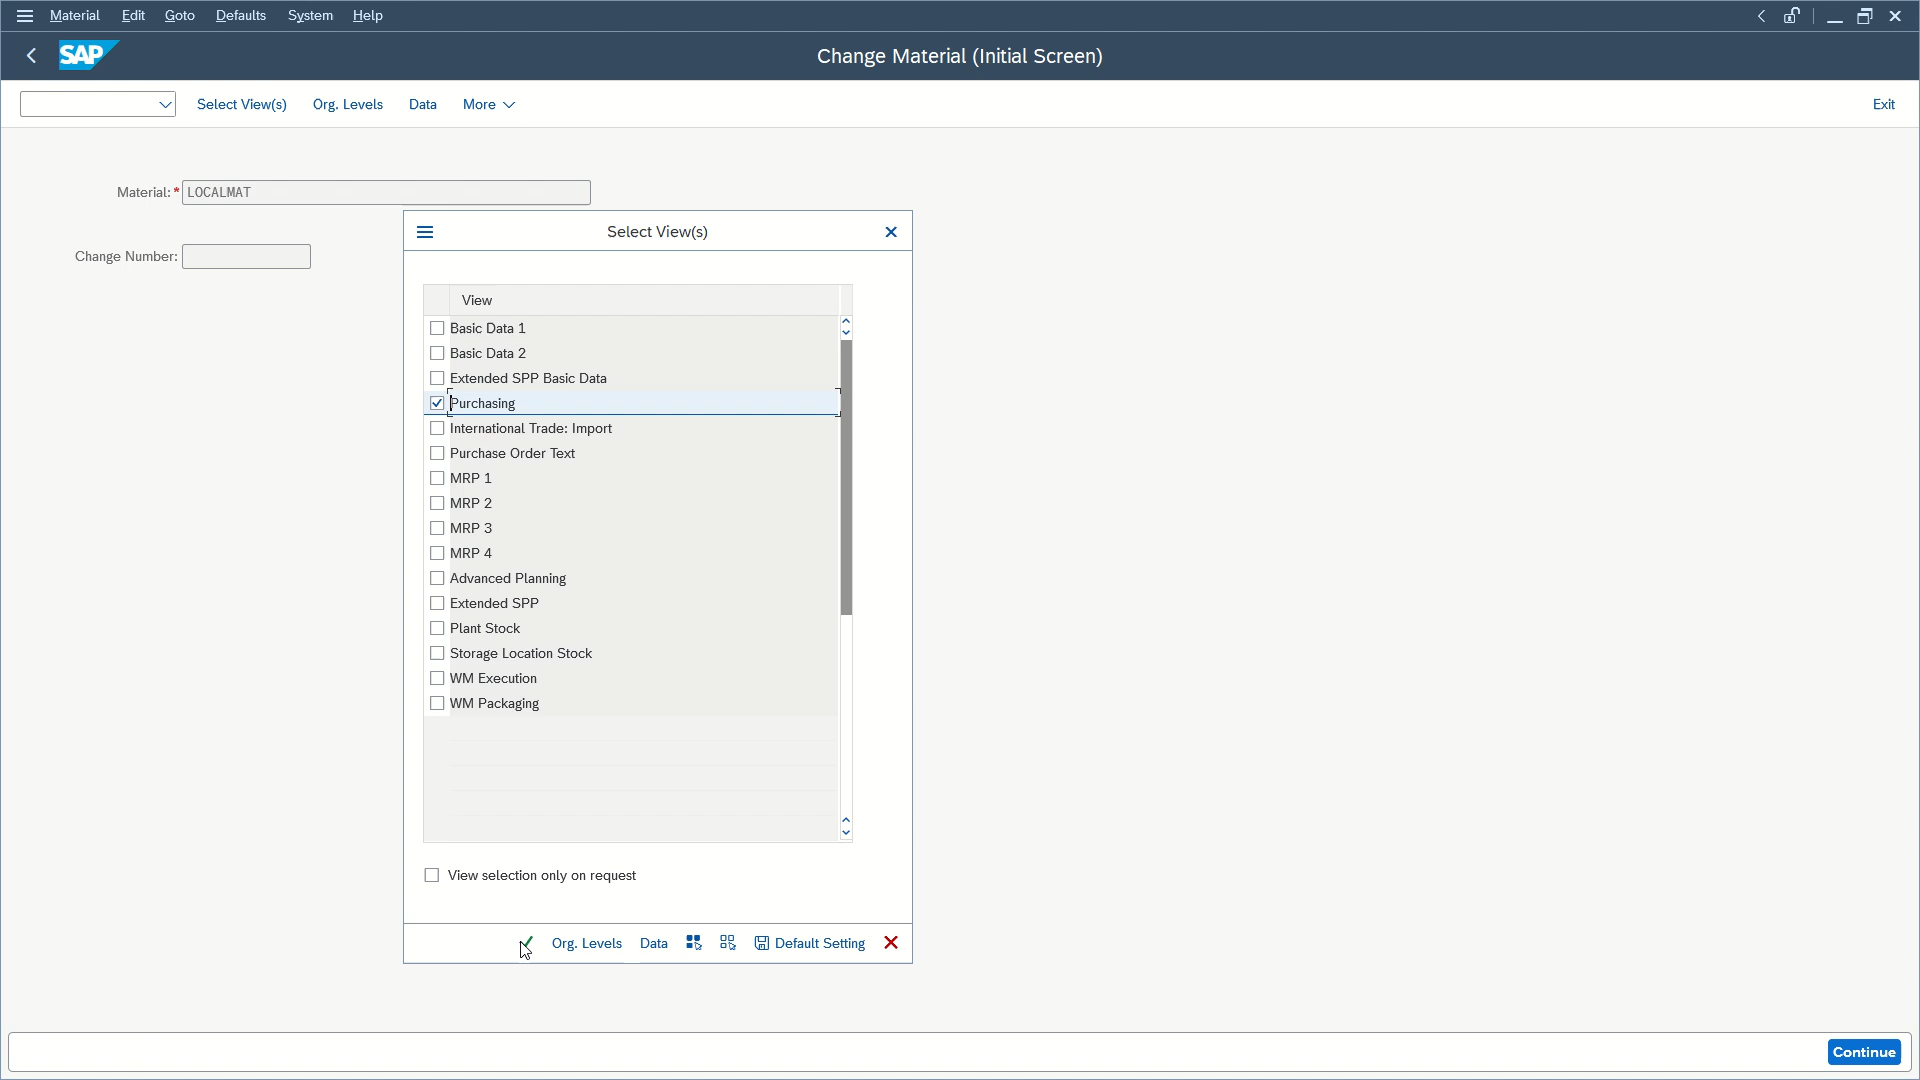 Material Edit Goto Defaults System Help
SAP Change Material (Initial Screen)
Select View(s) Org. Levels Data More Exit
Material: * LOCALMAT
Change Number:
Select View(s)
View
Basic Data 1
Basic Data 2
Extended SPP Basic Data
Purchasing
International Trade: Import
Purchase Order Text
MRP 1
MRP 2
MRP 3
MRP 4
Advanced Planning
Extended SPP
Plant Stock
Storage Location Stock
WM Execution
WM Packaging
View selection only on request
Org. Levels Data Default Setting
Continue